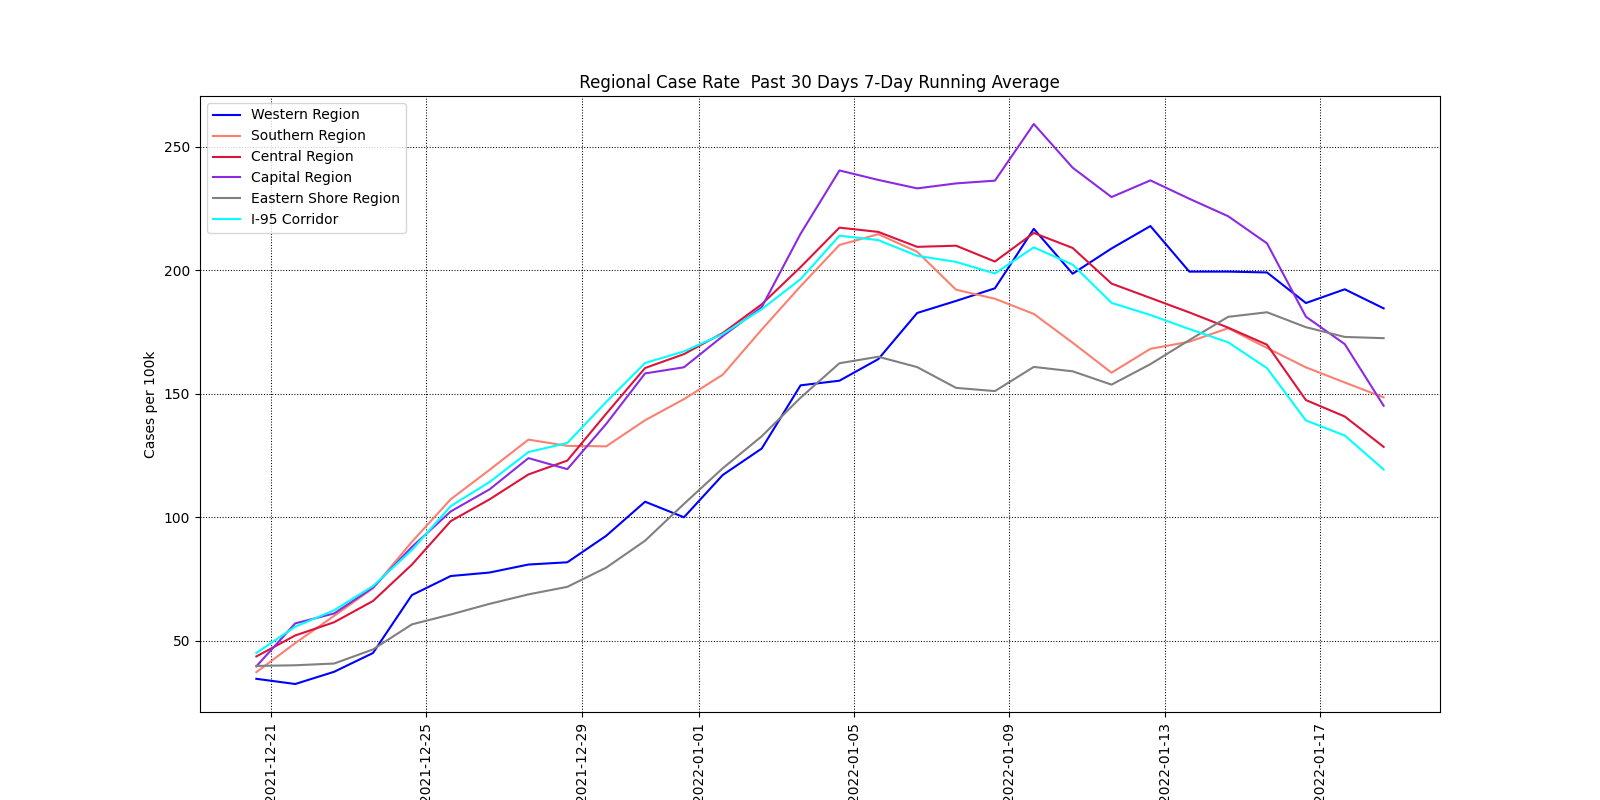 Regional Case Rate  Past 30 Days 7-Day Running Average
Western Region
Southern Region
Central Region
Capital Region
Eastern Shore Region
I-95 Corridor
Cases per 100k
250
200
150
100
50
2021-12-21
2021-12-25
2021-12-29
2022-01-01
2022-01-05
2022-01-09
2022-01-13
2022-01-17